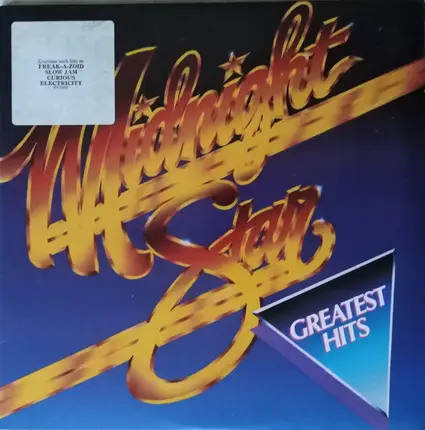 Contains such hits as
FREAK-A-ZOID
SLOW JAM
CURIOUS
ELECTRICITY
Midnight
Star
GREATEST
HITS